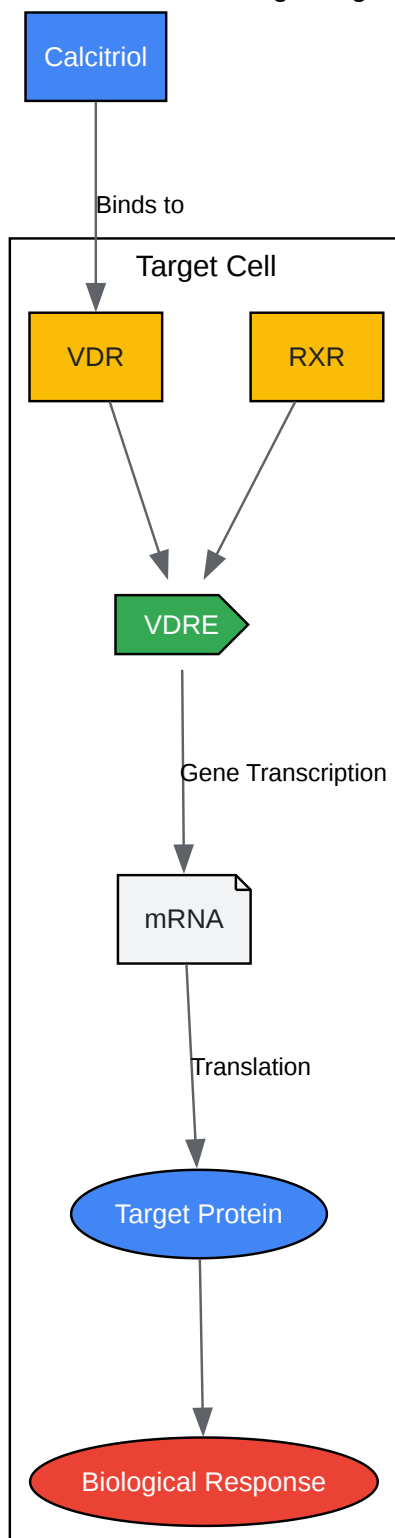 Calcitriol
Binds to
Target Cell
VDR
RXR
VDRE
Gene Transcription
mRNA
Translation
Target Protein
Biological Response